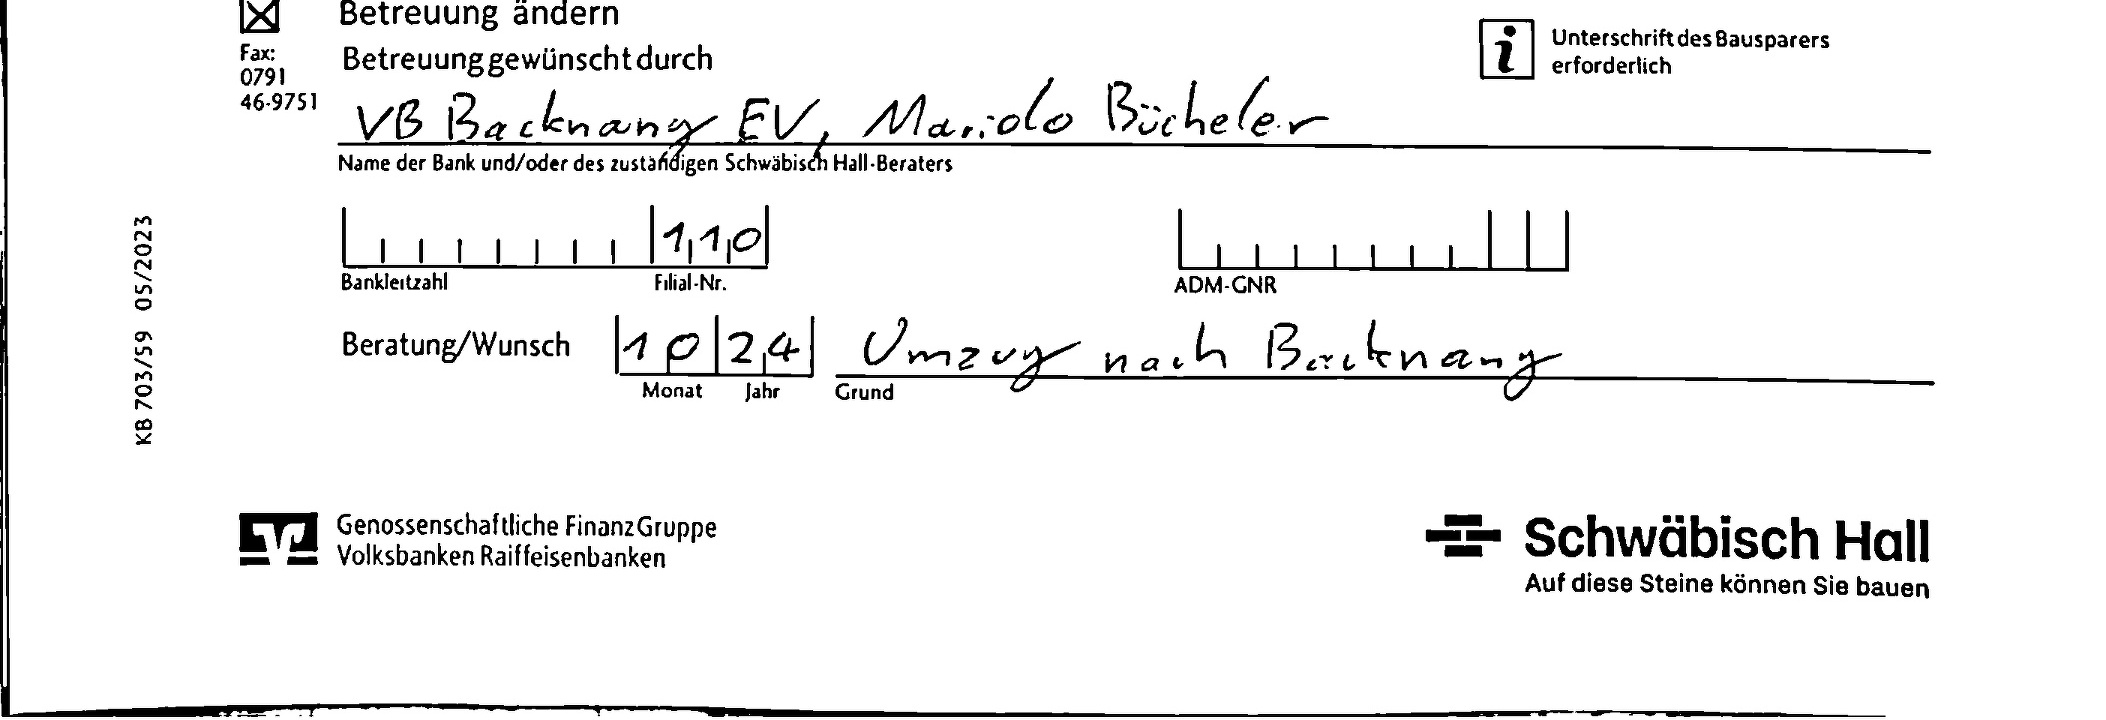 Betreuung ändern
Fax:
0791
46-9751
Betreuung gewünscht durch
Unterschrift des Bausparers
erforderlich
VB Backnang EV, Mariolo Bücheler
Name der Bank und/oder des zuständigen Schwäbisch Hall-Beraters
110
Bankleitzahl Filial-Nr. ADM-GNR
Beratung/Wunsch 10 24 Umzug nach Backnang
Monat Jahr Grund
KB 703/59 05/2023
Genossenschaftliche FinanzGruppe
Volksbanken Raiffeisenbanken
Schwäbisch Hall
Auf diese Steine können Sie bauen